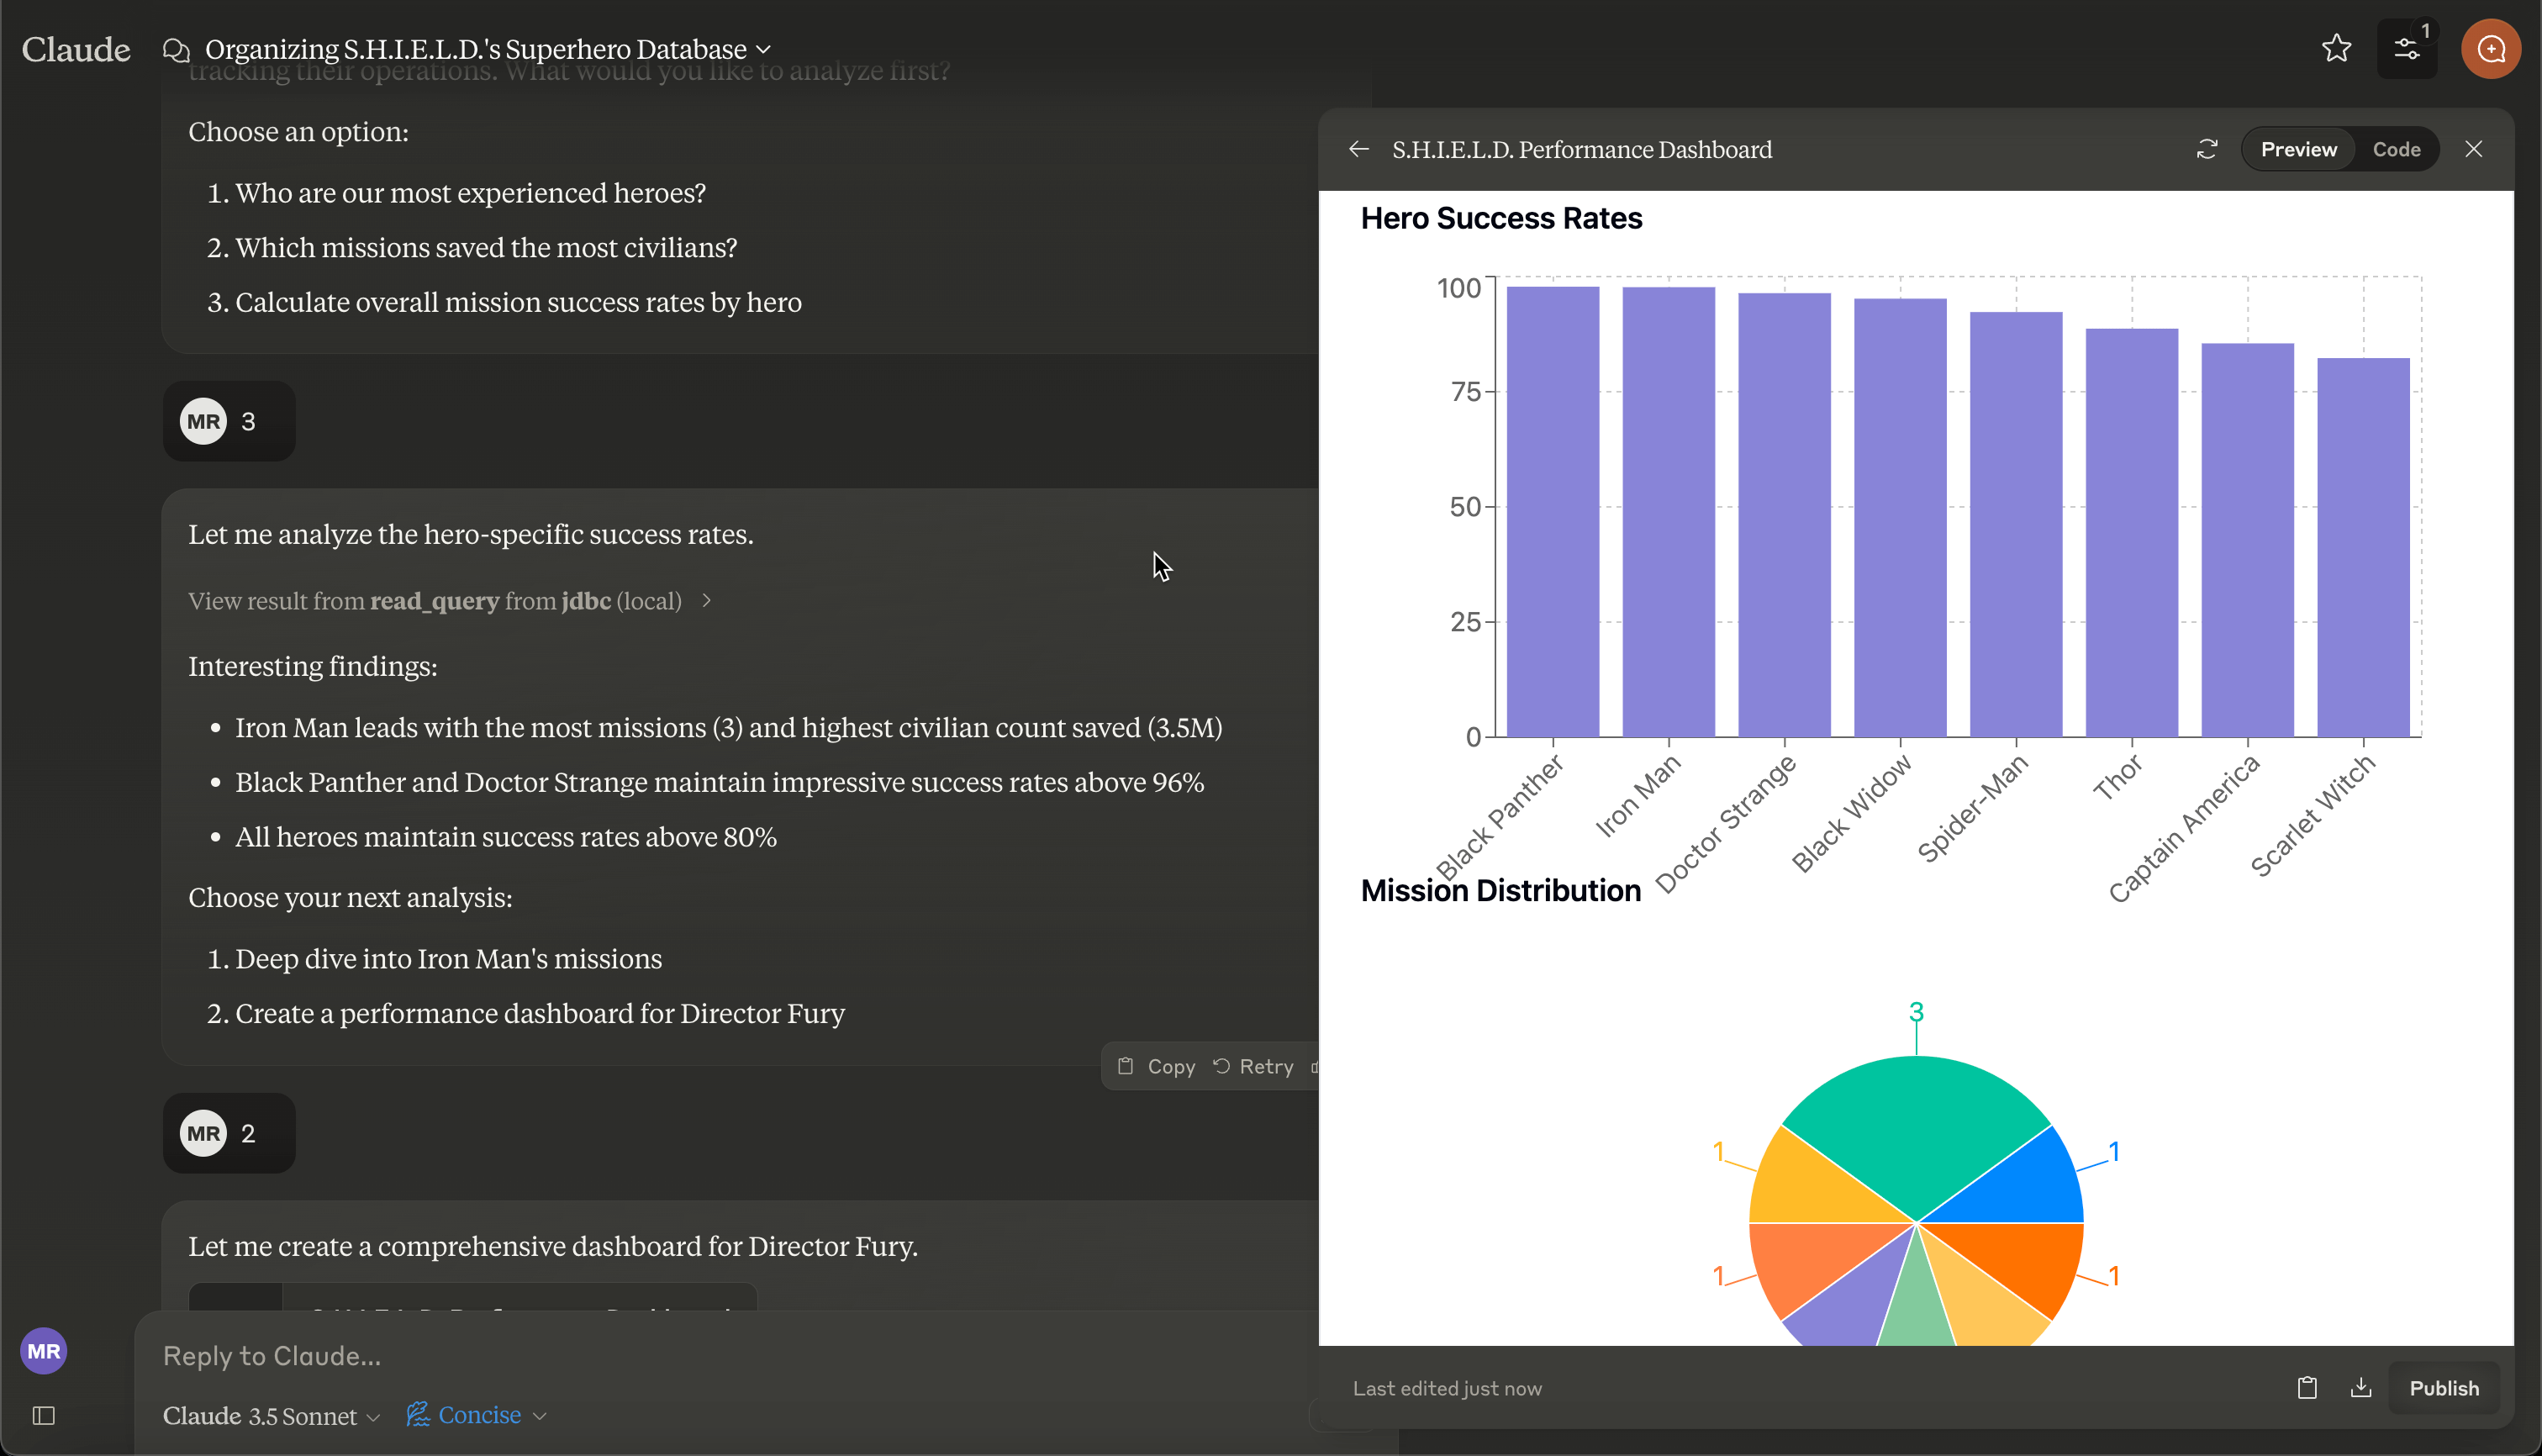 Claude
Organizing S.H.I.E.L.D.'s Superhero Database
1
tracking their operations. What would you like to analyze first?
Choose an option:
1. Who are our most experienced heroes?
2. Which missions saved the most civilians?
3. Calculate overall mission success rates by hero
MR 3
Let me analyze the hero-specific success rates.
View result from read_query from jdbc (local)
Interesting findings:
• Iron Man leads with the most missions (3) and highest civilian count saved (3.5M)
• Black Panther and Doctor Strange maintain impressive success rates above 96%
• All heroes maintain success rates above 80%
Choose your next analysis:
1. Deep dive into Iron Man's missions
2. Create a performance dashboard for Director Fury
Copy Retry
MR 2
Let me create a comprehensive dashboard for Director Fury.
MR
Reply to Claude...
Claude 3.5 Sonnet Concise
S.H.I.E.L.D. Performance Dashboard
Preview Code
Hero Success Rates
100
75
50
25
0
Black Panther
Iron Man
Doctor Strange
Black Widow
Spider-Man
Thor
Captain America
Scarlet Witch
Mission Distribution
3
1
1
1
1
Last edited just now
Publish